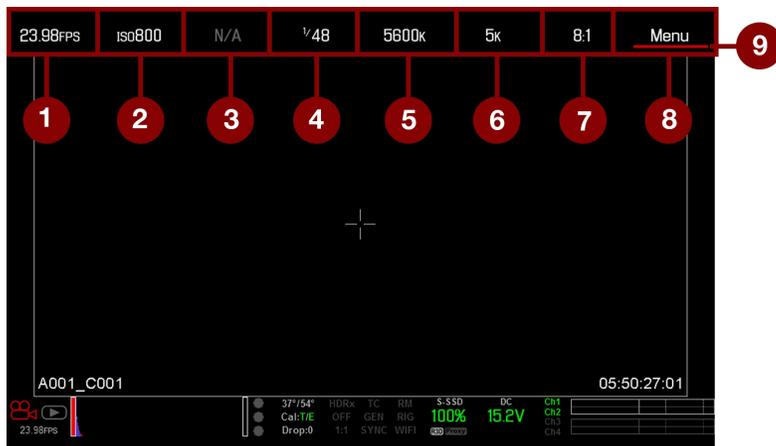 23.98FPS ISO800 N/A 1/48 5600K 5K 8:1 Menu
9
1 2 3 4 5 6 7 8
A001_C001 05:50:27:01
37°/54° HDRx TC RM S-SSD DC Ch1
Cal:T/E OFF GEN RIG 100% 15.2V Ch2
Drop:0 1:1 SYNC WIFI R3D Proxy Ch3
23.98FPS Ch4